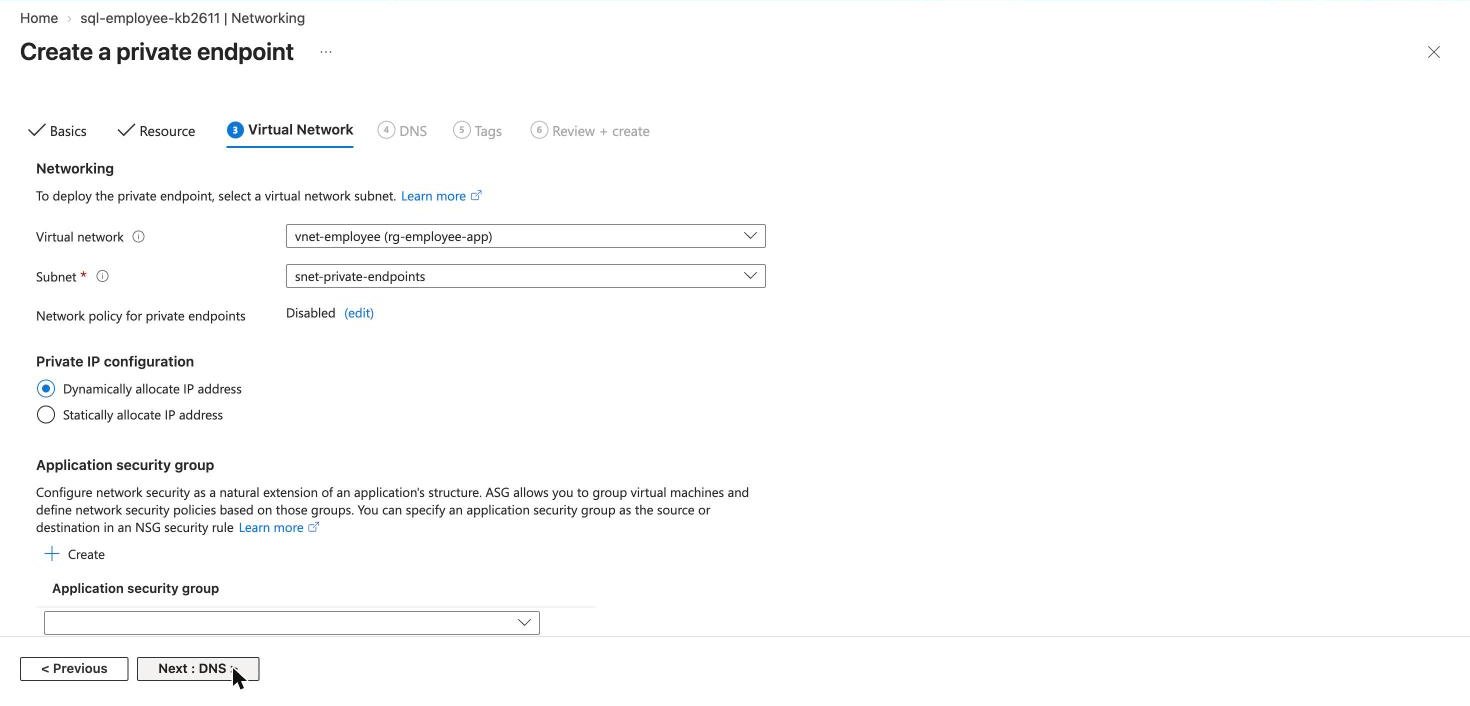 Home > sql-employee-kb2611 | Networking
Create a private endpoint ...
Basics Resource 3 Virtual Network 4 DNS 5 Tags 6 Review + create
Networking
To deploy the private endpoint, select a virtual network subnet. Learn more
Virtual network vnet-employee (rg-employee-app)
Subnet * snet-private-endpoints
Network policy for private endpoints Disabled (edit)
Private IP configuration
Dynamically allocate IP address
Statically allocate IP address
Application security group
Configure network security as a natural extension of an application's structure. ASG allows you to group virtual machines and
define network security policies based on those groups. You can specify an application security group as the source or
destination in an NSG security rule Learn more
+ Create
Application security group
< Previous Next : DNS >